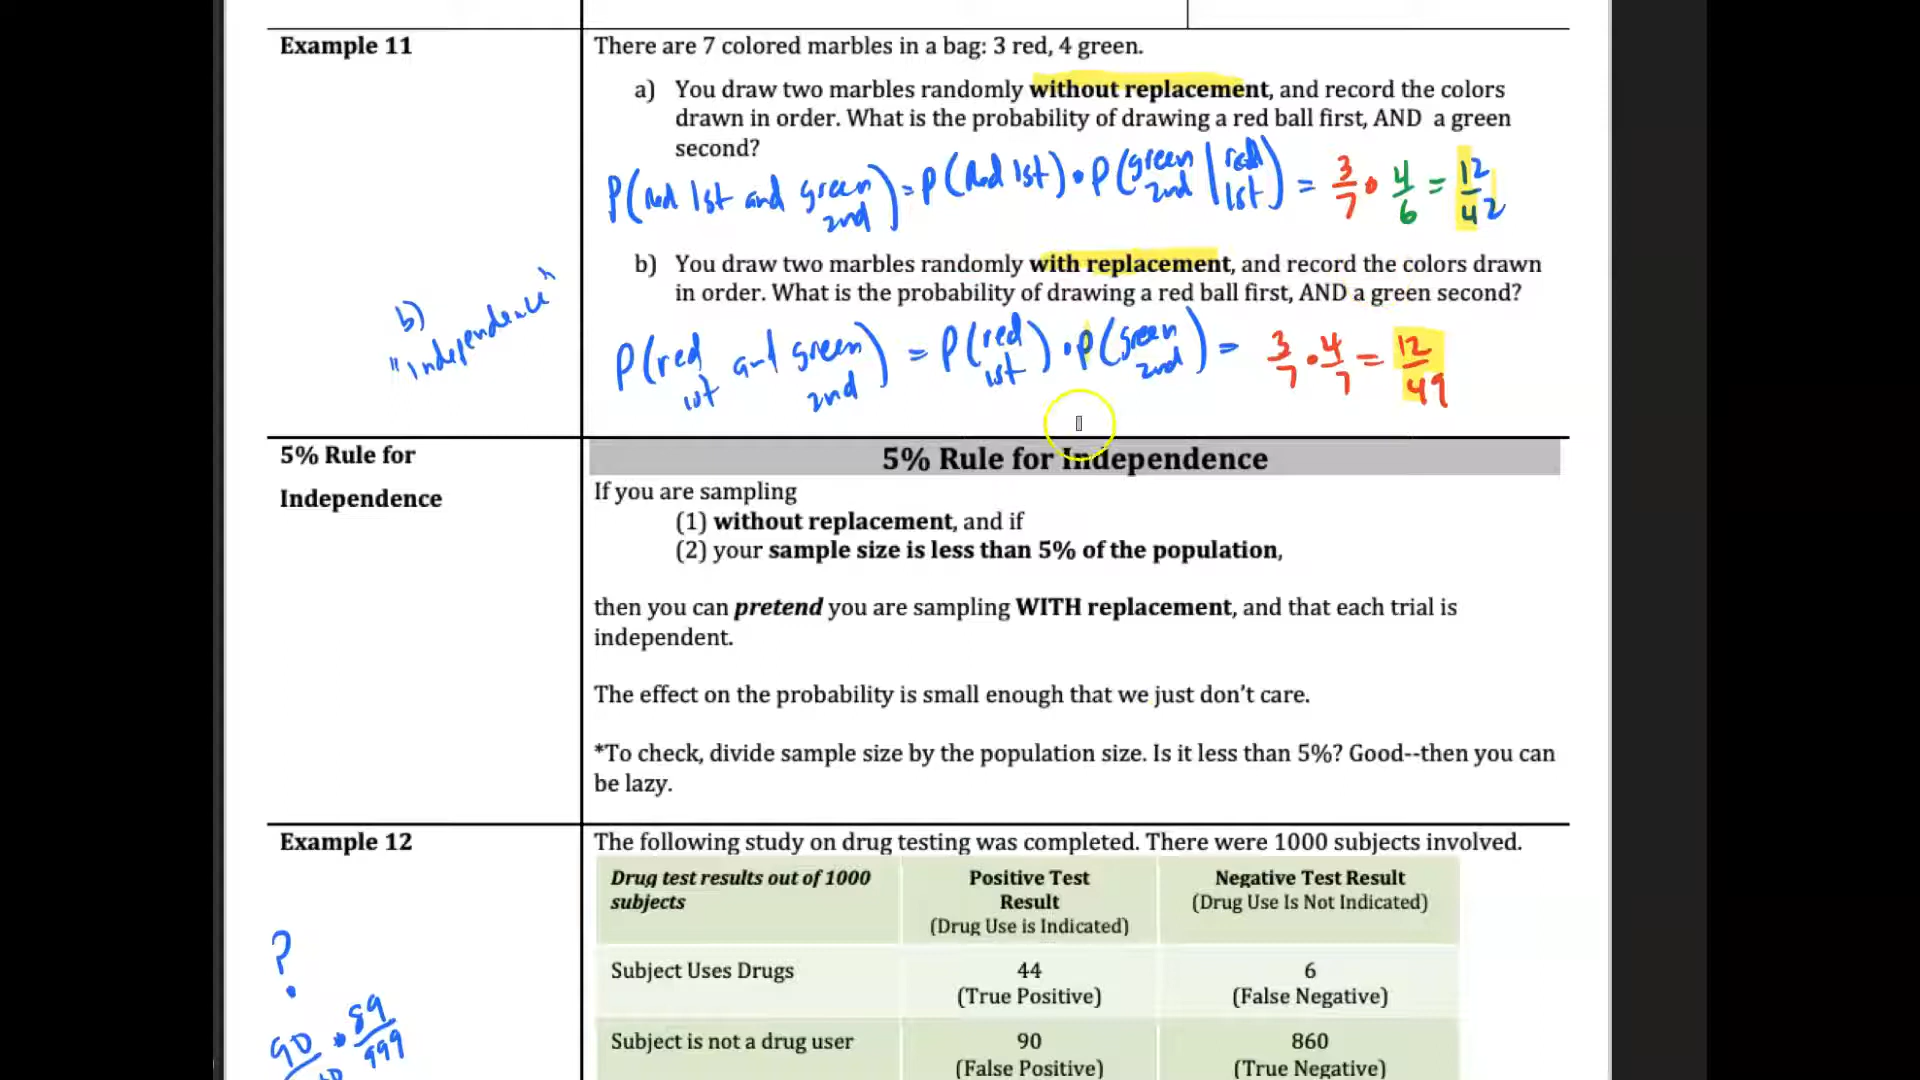 Example 11
There are 7 colored marbles in a bag: 3 red, 4 green.
a) You draw two marbles randomly without replacement, and record the colors
drawn in order. What is the probability of drawing a red ball first, AND a green
second?
P(red 1st and green 2nd) = P(Red 1st) • P(green 2nd | red 1st) = 3/7 • 4/6 = 12/42
b) You draw two marbles randomly with replacement, and record the colors drawn
in order. What is the probability of drawing a red ball first, AND a green second?
b)
"Independence"
P(red 1st and green 2nd) = P(red 1st) • P(green 2nd) = 3/7 • 4/7 = 12/49
5% Rule for
Independence
5% Rule for Independence
If you are sampling
(1) without replacement, and if
(2) your sample size is less than 5% of the population,
then you can pretend you are sampling WITH replacement, and that each trial is
independent.
The effect on the probability is small enough that we just don't care.
*To check, divide sample size by the population size. Is it less than 5%? Good--then you can
be lazy.
Example 12
The following study on drug testing was completed. There were 1000 subjects involved.
Drug test results out of 1000
subjects
Positive Test
Result
(Drug Use is Indicated)
Negative Test Result
(Drug Use Is Not Indicated)
Subject Uses Drugs
44
(True Positive)
6
(False Negative)
Subject is not a drug user
90
(False Positive)
860
(True Negative)
?
90 • 89/999